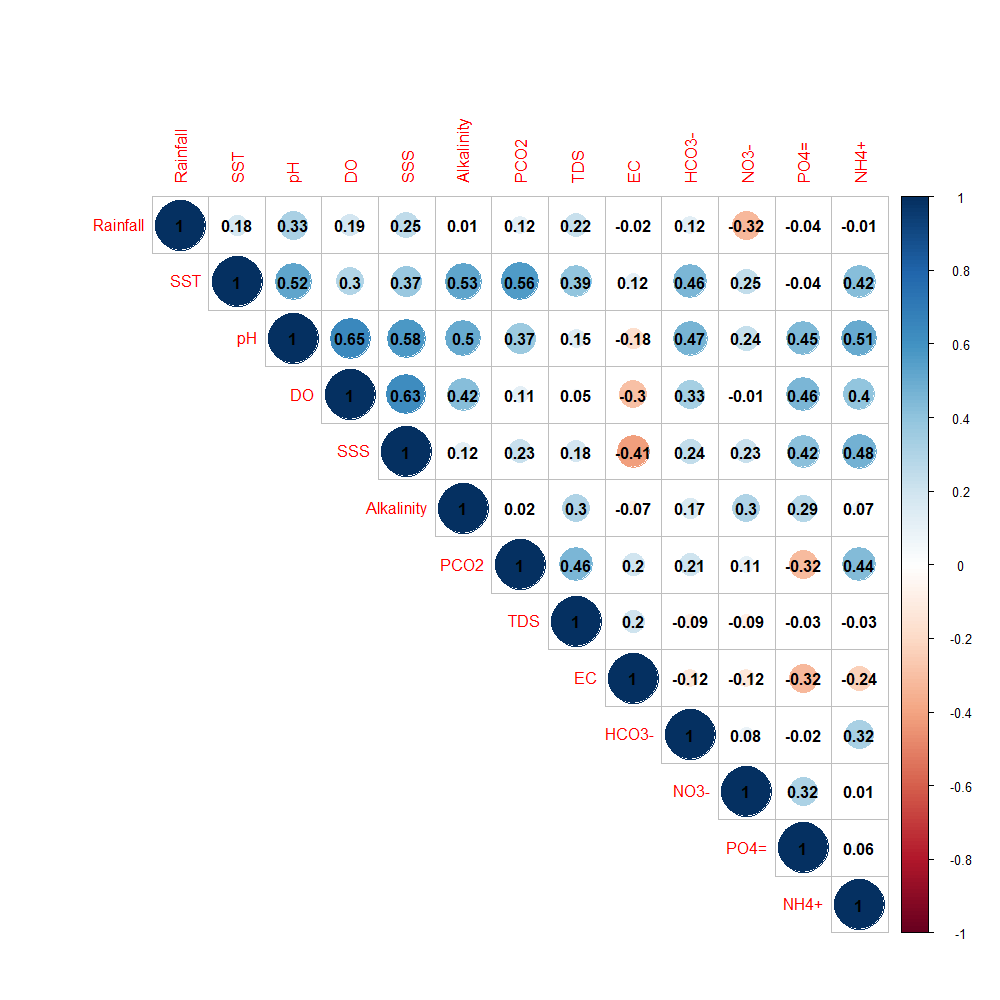 Rainfall SST pH DO SSS Alkalinity PCO2 TDS EC HCO3- NO3- PO4= NH4+
Rainfall 1 0.18 0.33 0.19 0.25 0.01 0.12 0.22 -0.02 0.12 -0.32 -0.04 -0.01
SST 1 0.52 0.3 0.37 0.53 0.56 0.39 0.12 0.46 0.25 -0.04 0.42
pH 1 0.65 0.58 0.5 0.37 0.15 -0.18 0.47 0.24 0.45 0.51
DO 1 0.63 0.42 0.11 0.05 -0.3 0.33 -0.01 0.46 0.4
SSS 1 0.12 0.23 0.18 -0.41 0.24 0.23 0.42 0.48
Alkalinity 1 0.02 0.3 -0.07 0.17 0.3 0.29 0.07
PCO2 1 0.46 0.2 0.21 0.11 -0.32 0.44
TDS 1 0.2 -0.09 -0.09 -0.03 -0.03
EC 1 -0.12 -0.12 -0.32 -0.24
HCO3- 1 0.08 -0.02 0.32
NO3- 1 0.32 0.01
PO4= 1 0.06
NH4+ 1
1
0.8
0.6
0.4
0.2
0
-0.2
-0.4
-0.6
-0.8
-1